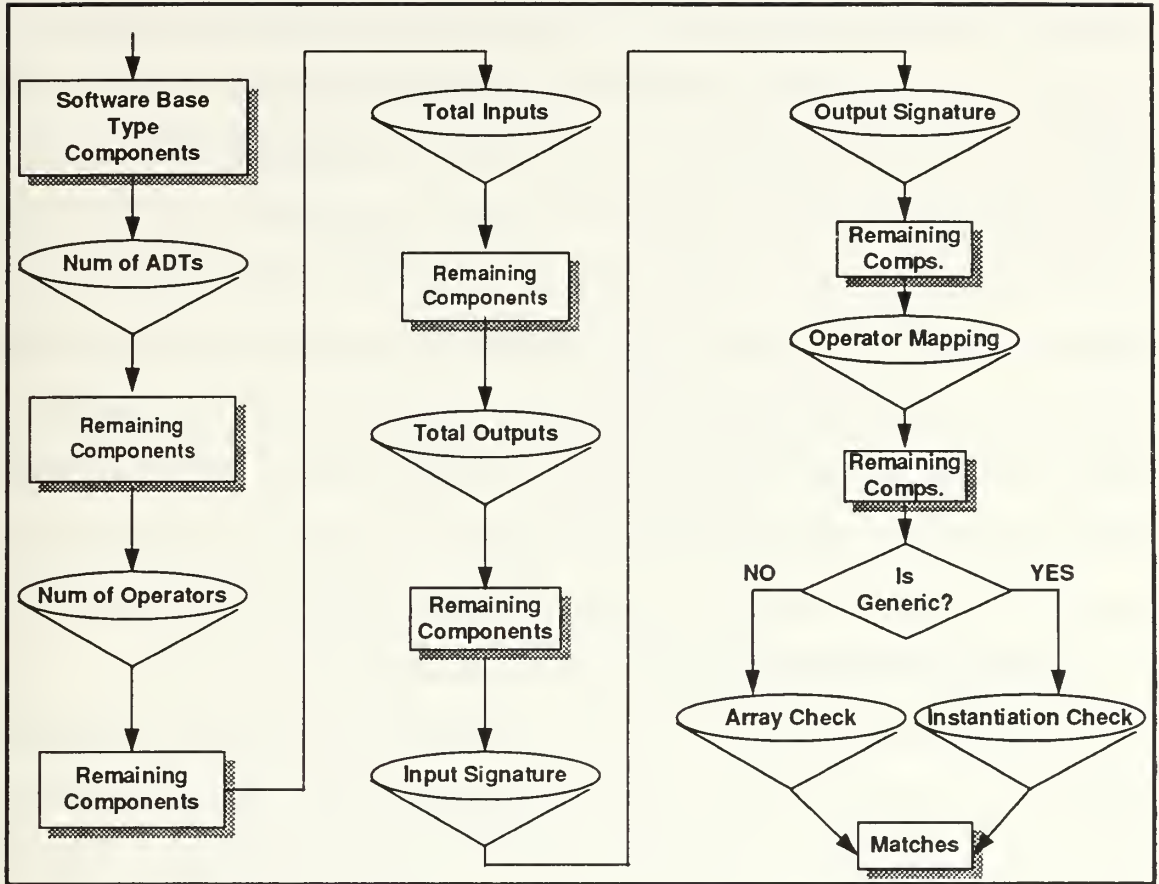 Software Base
Type
Components
Num of ADTs
Remaining
Components
Num of Operators
Remaining
Components
Total Inputs
Remaining
Components
Total Outputs
Remaining
Components
Input Signature
Output Signature
Remaining
Comps.
Operator Mapping
Remaining
Comps.
Is
Generic?
NO
YES
Array Check
Instantiation Check
Matches